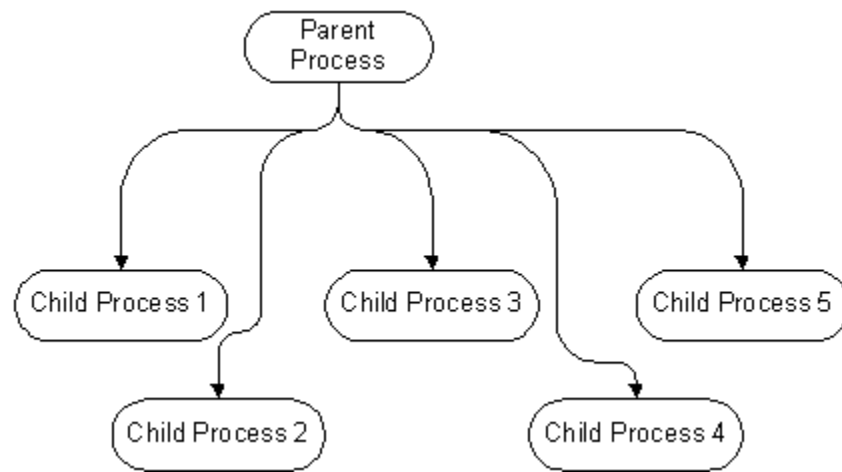 Parent
Process
Child Process 1
Child Process 3
Child Process 5
Child Process 2
Child Process 4